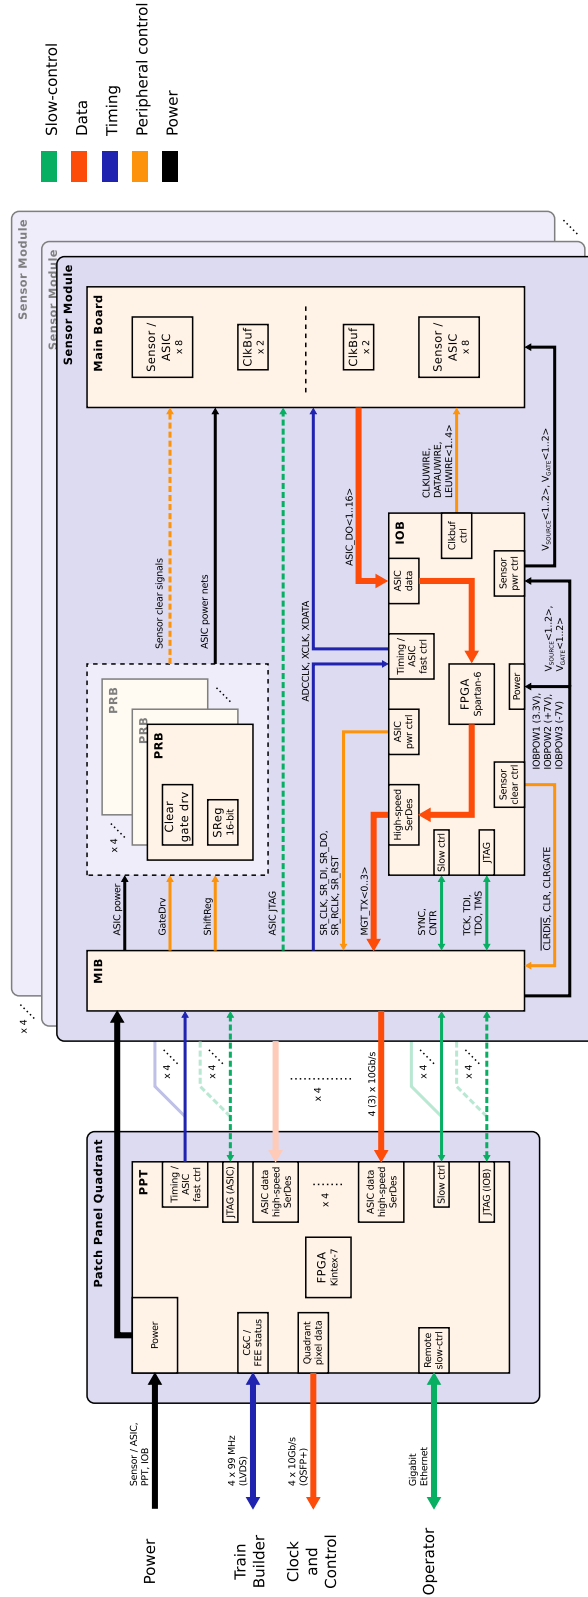 Power
Train
Builder
Clock
and
Control
Operator
Sensor / ASIC,
PPT, IOB
4 x 99 MHz
(LVDS)
4 x 10Gb/s
(QSFP+)
Gigabit
Ethernet
Patch Panel Quadrant
PPT
Power
C&C /
FEE status
Quadrant
pixel data
Remote
slow-ctrl
FPGA
Kintex-7
Timing /
ASIC
fast ctrl
JTAG (ASIC)
ASIC data
high-speed
SerDes
x 4
ASIC data
high-speed
SerDes
Slow ctrl
JTAG (IOB)
x 4
x 4
x 4
4 (3) x 10Gb/s
x 4
x 4
x 4
Sensor Module
Sensor Module
Sensor Module
MIB
ASIC power
GateDrv
ShiftReg
ASIC JTAG
x 4
PRB
PRB
PRB
Clear
gate drv
SReg
16-bit
Sensor clear signals
ASIC power nets
ADCCLK, XCLK, XDATA
ASIC_DO<1..16>
SR_CLK, SR_DI, SR_DO,
SR_RCLK, SR_RST
MGT_TX<0..3>
SYNC,
CNTR
TCK, TDI,
TDO, TMS
CLRDIS, CLR, CLRGATE
IOB
High-speed
SerDes
ASIC
pwr ctrl
Timing /
ASIC
fast ctrl
ASIC
data
Slow ctrl
JTAG
FPGA
Spartan-6
Clkbuf
ctrl
Sensor
clear ctrl
Power
Sensor
pwr ctrl
IOBPOW1 (3.3V),
IOBPOW2 (+7V),
IOBPOW3 (-7V)
VSOURCE<1..2>,
VGATE<1..2>
VSOURCE<1..2>, VGATE<1..2>
CLKUWIRE,
DATAUWIRE,
LEUWIRE<1..4>
Main Board
Sensor /
ASIC
x 8
ClkBuf
x 2
ClkBuf
x 2
Sensor /
ASIC
x 8
Slow-control
Data
Timing
Peripheral control
Power